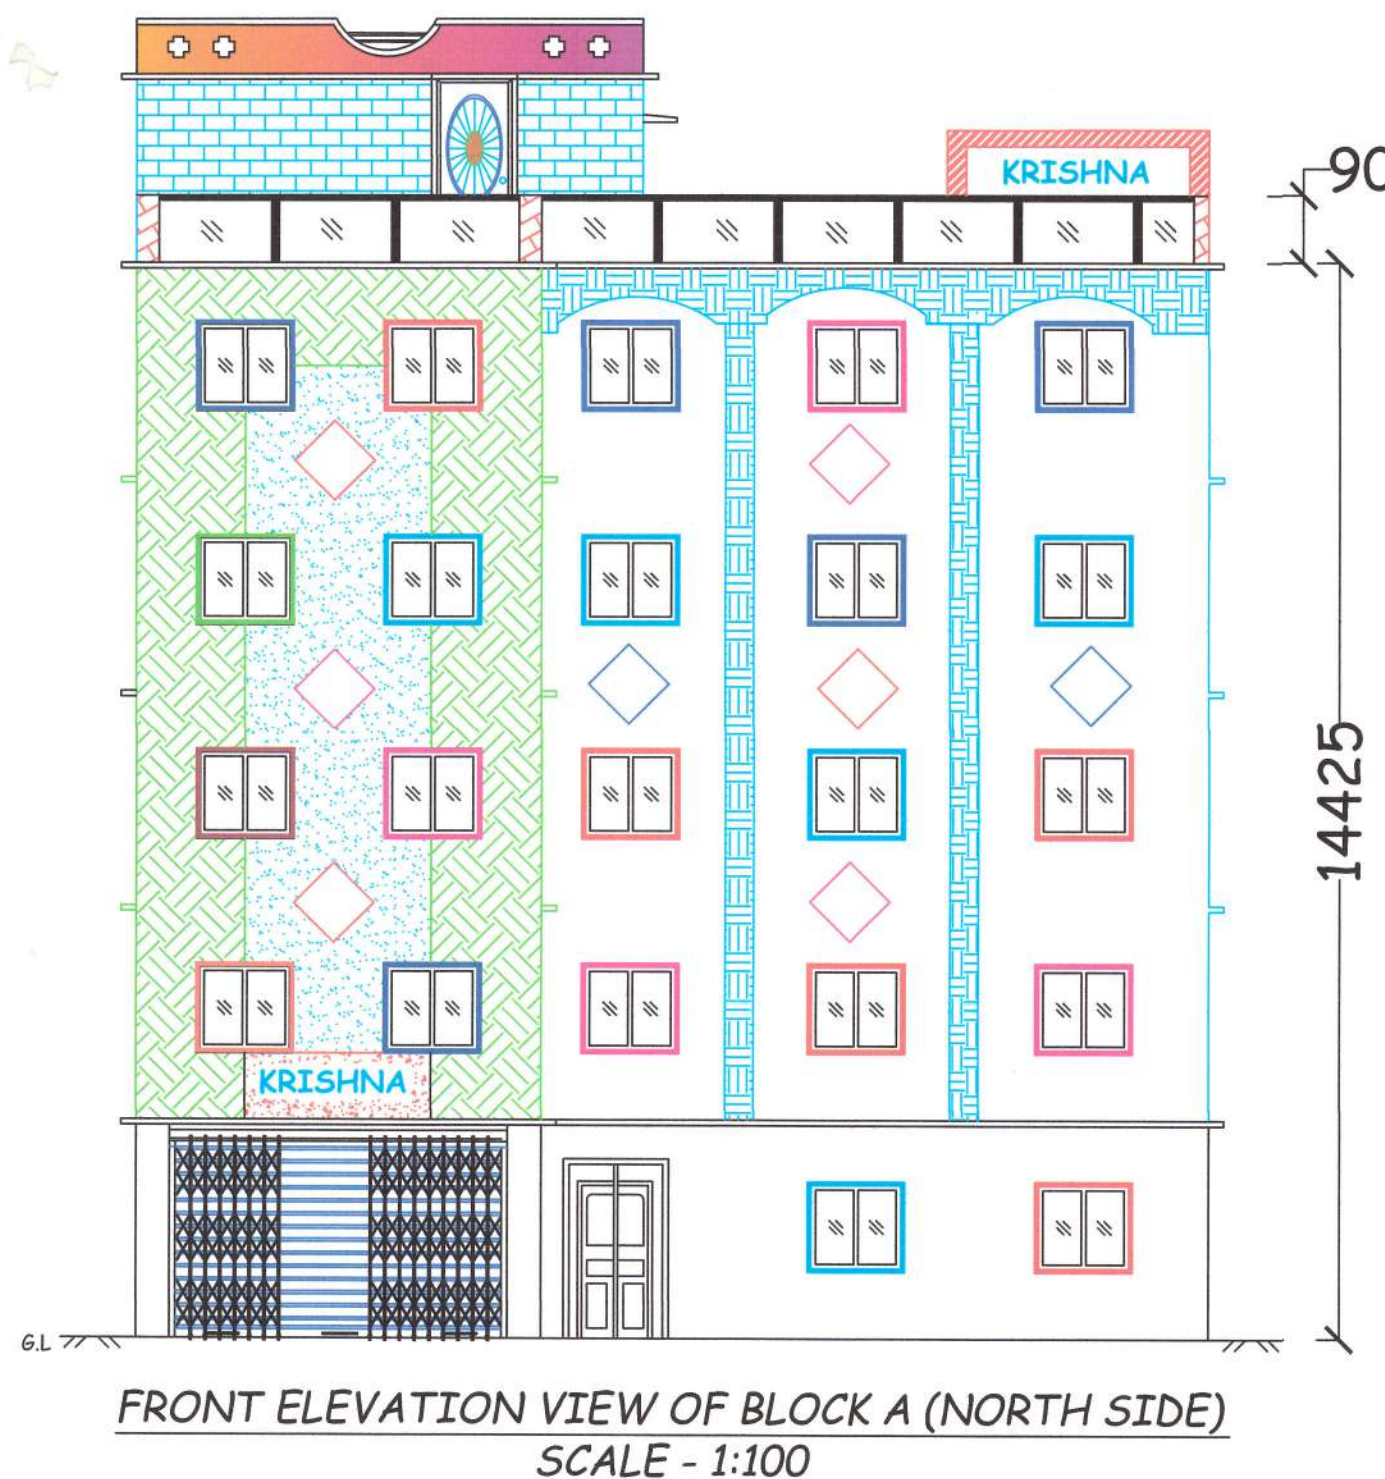 KRISHNA
90
14425
KRISHNA
G.L
FRONT ELEVATION VIEW OF BLOCK A (NORTH SIDE)
SCALE - 1:100